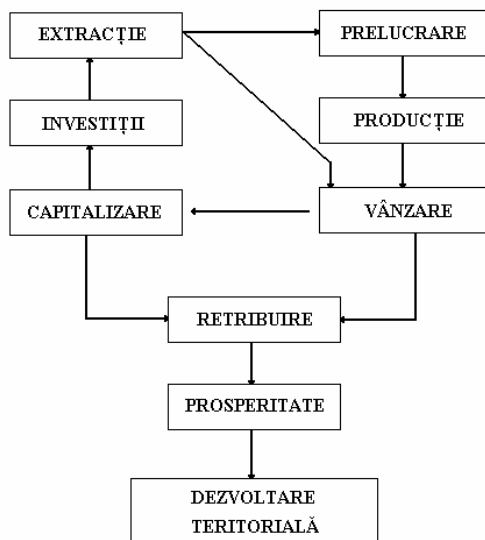 EXTRACȚIE
PRELUCRARE
INVESTIȚII
PRODUCȚIE
CAPITALIZARE
VÂNZARE
RETRIBUIRE
PROSPERITATE
DEZVOLTARE
TERITORIALĂ